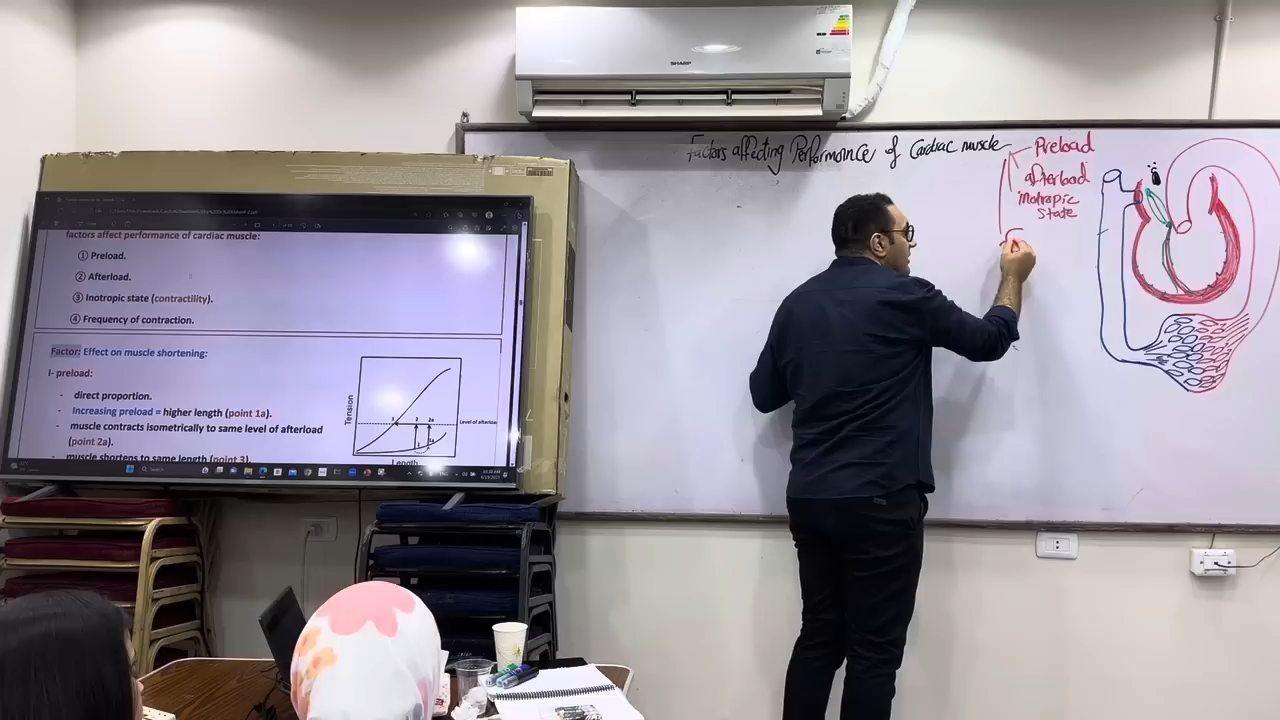 SHARP
Factors affecting Performance of Cardiac muscle
Preload
afterload
inotropic
state
factors affect performance of cardiac muscle:
① Preload.
② Afterload.
③ Inotropic state (contractility).
④ Frequency of contraction.
Factor: Effect on muscle shortening:
I- preload:
- direct proportion.
- Increasing preload = higher length (point 1a).
- muscle contracts isometrically to same level of afterload
(point 2a).
- muscle shortens to same length (point 3).
Tension
Level of afterload
Length
Search